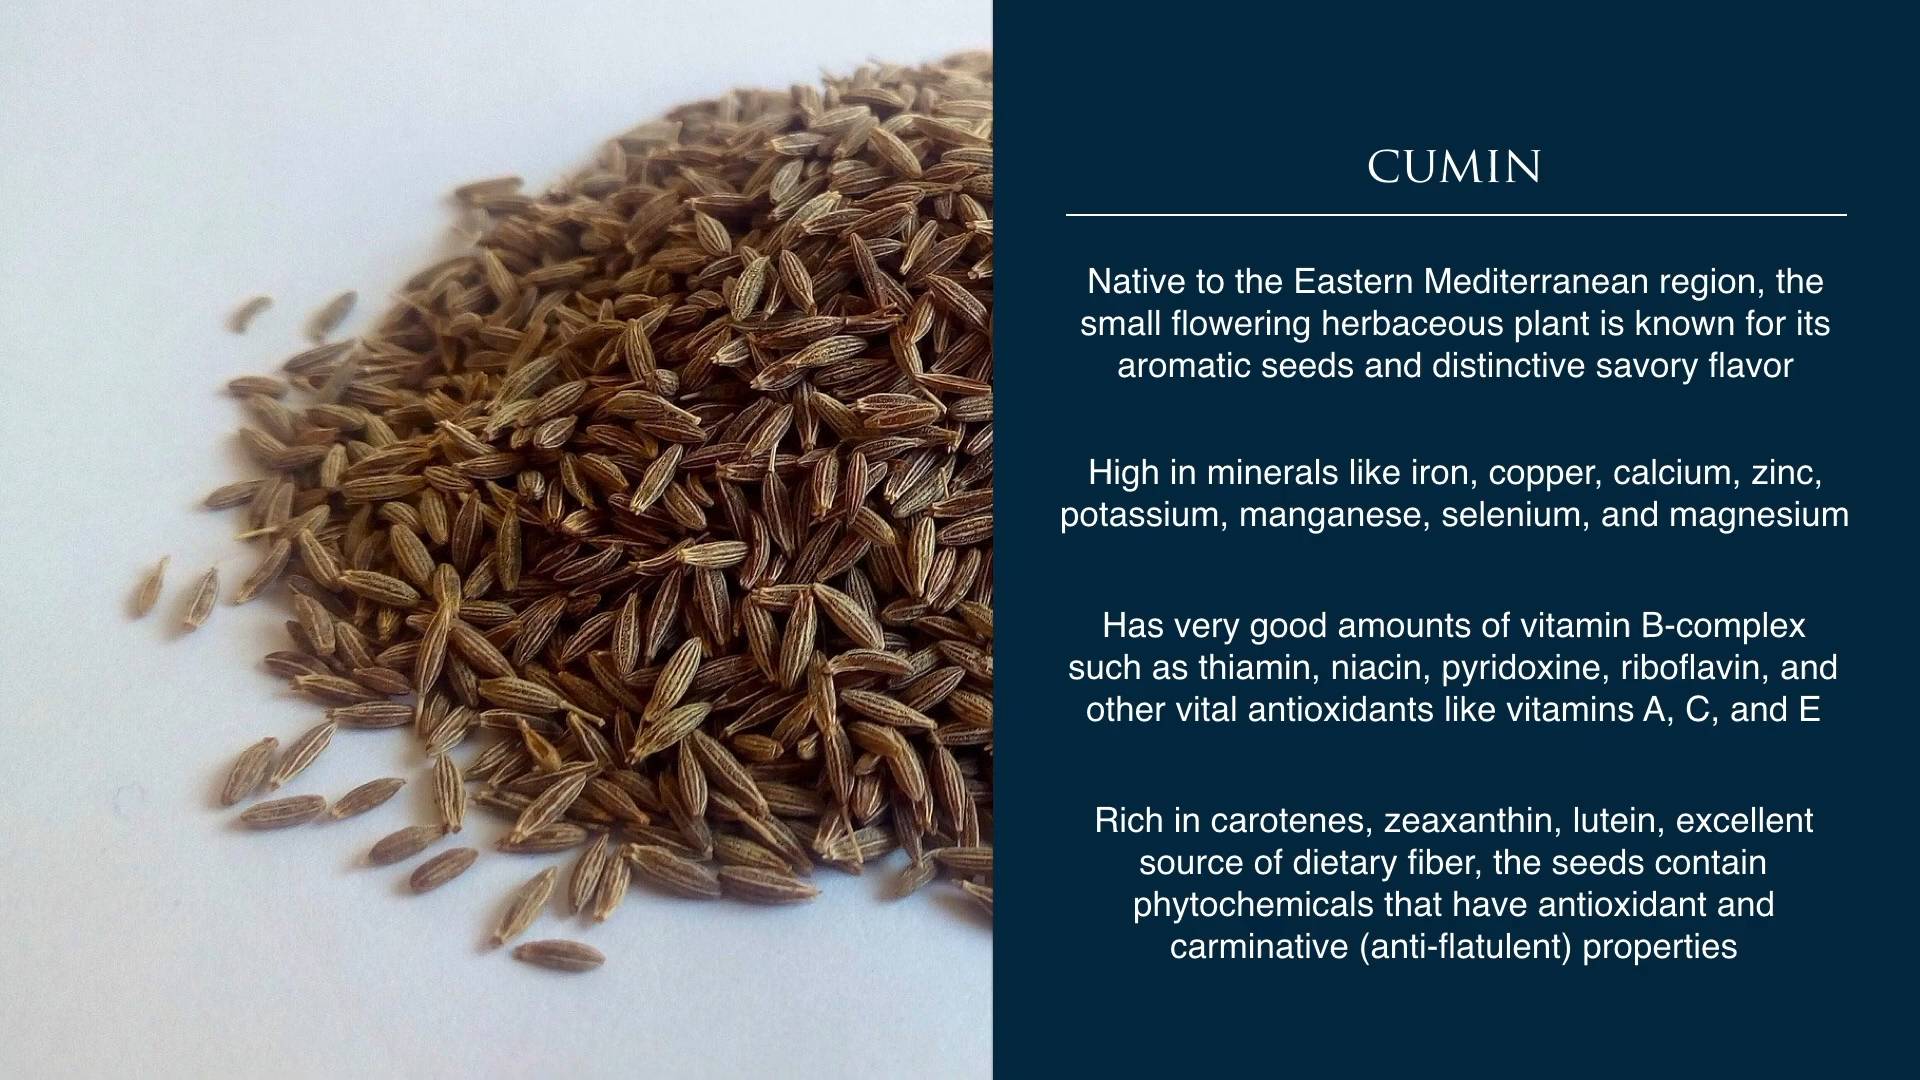 CUMIN
Native to the Eastern Mediterranean region, the
small flowering herbaceous plant is known for its
aromatic seeds and distinctive savory flavor
High in minerals like iron, copper, calcium, zinc,
potassium, manganese, selenium, and magnesium
Has very good amounts of vitamin B-complex
such as thiamin, niacin, pyridoxine, riboflavin, and
other vital antioxidants like vitamins A, C, and E
Rich in carotenes, zeaxanthin, lutein, excellent
source of dietary fiber, the seeds contain
phytochemicals that have antioxidant and
carminative (anti-flatulent) properties